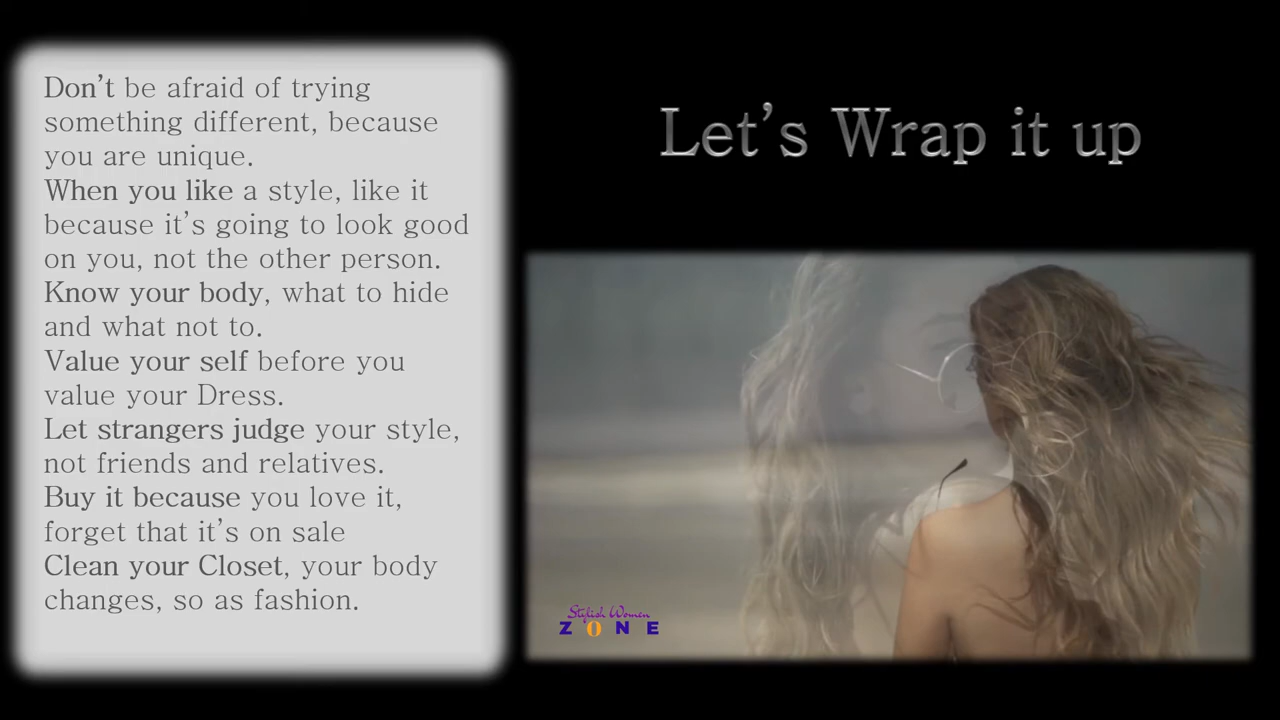 Don’t be afraid of trying
something different, because
you are unique.
When you like a style, like it
because it’s going to look good
on you, not the other person.
Know your body, what to hide
and what not to.
Value your self before you
value your Dress.
Let strangers judge your style,
not friends and relatives.
Buy it because you love it,
forget that it’s on sale
Clean your Closet, your body
changes, so as fashion.
Let’s Wrap it up
Stylish Women
ZONE